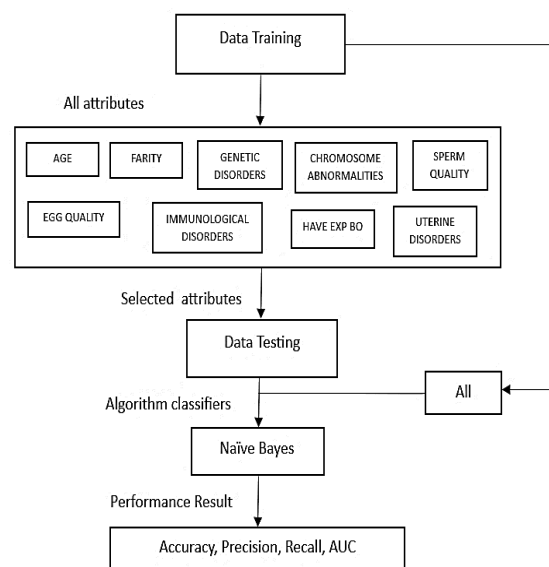 Data Training
All attributes
AGE
FARITY
GENETIC
DISORDERS
CHROMOSOME
ABNORMALITIES
SPERM
QUALITY
EGG QUALITY
IMMUNOLOGICAL
DISORDERS
HAVE EXP BO
UTERINE
DISORDERS
Selected attributes
Data Testing
All
Algorithm classifiers
Naïve Bayes
Performance Result
Accuracy, Precision, Recall, AUC